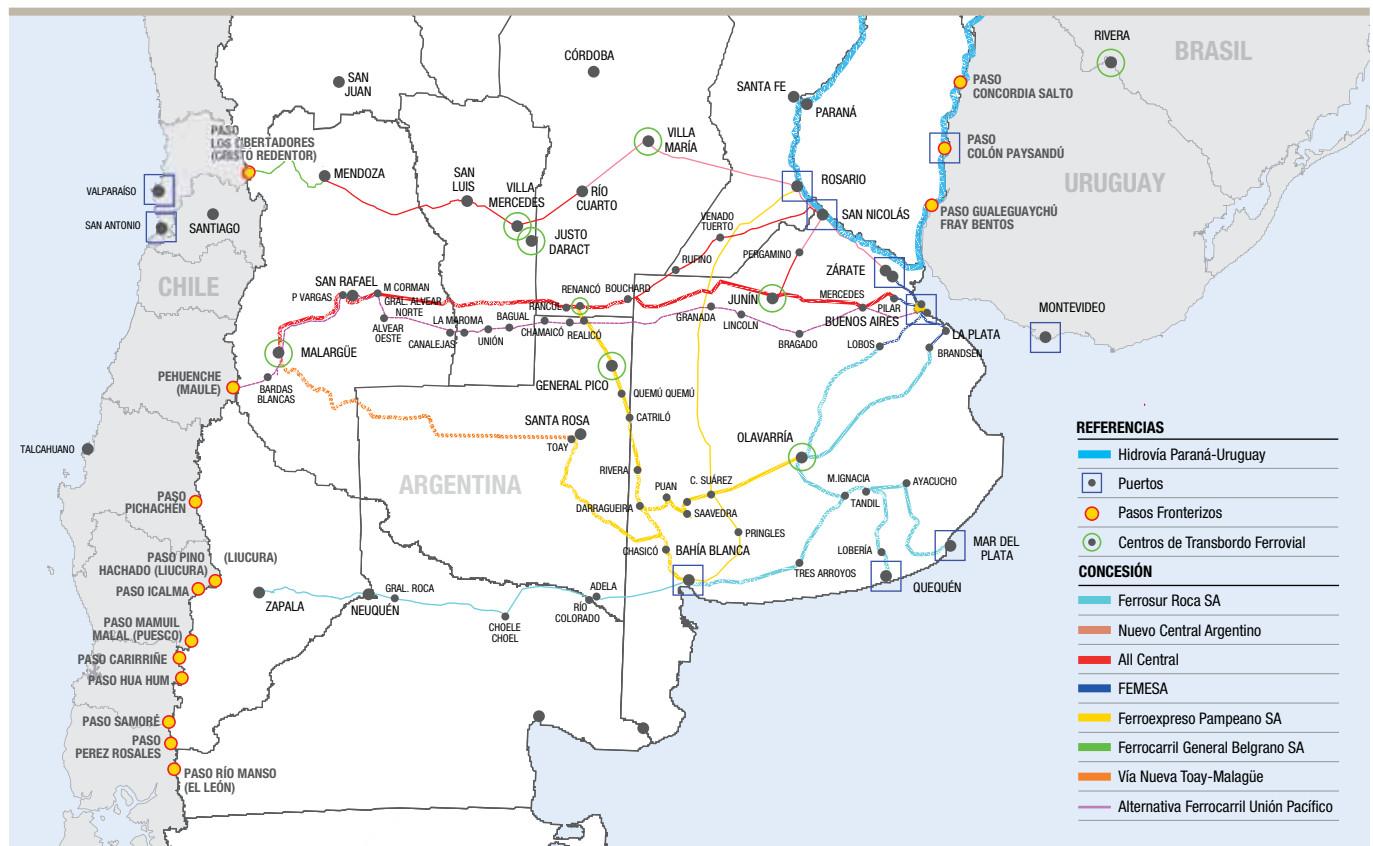 BRASIL
RIVERA
CÓRDOBA
SAN
JUAN
SANTA FE
PARANÁ
PASO
CONCORDIA SALTO
PASO
LOS LIBERTADORES
(CRISTO REDENTOR)
VILLA
MARÍA
PASO
COLÓN PAYSANDÚ
MENDOZA
SAN
LUIS
VILLA
MERCEDES
RÍO
CUARTO
ROSARIO
URUGUAY
VALPARAÍSO
SAN ANTONIO
SANTIAGO
JUSTO
DARACT
VENADO
TUERTO
SAN NICOLÁS
PASO GUALEGUAYCHÚ
FRAY BENTOS
PERGAMINO
RUFINO
ZÁRATE
CHILE
SAN RAFAEL
M CORMAN
P VARGAS
GRAL. ALVEAR
NORTE
RENANCÓ
BOUCHARD
RANCUL
JUNÍN
MERCEDES
PILAR
BUENOS AIRES
MONTEVIDEO
ALVEAR
OESTE
LA MAROMA
BAGUAL
CANALEJAS
UNIÓN
CHAMAICÓ
REALICÓ
GRANADA
LINCOLN
BRAGADO
LOBOS
LA PLATA
BRANDSEN
MALARGÜE
PEHUENCHE
(MAULE)
BARDAS
BLANCAS
GENERAL PICO
QUEMÚ QUEMÚ
CATRILÓ
SANTA ROSA
TOAY
TALCAHUANO
OLAVARRÍA
ARGENTINA
RIVERA
PUAN
C. SUÁREZ
M.IGNACIA
AYACUCHO
TANDIL
PASO
PICHACHÉN
DARRAGUEIRA
SAAVEDRA
PRINGLES
CHASICÓ
BAHÍA BLANCA
LOBERÍA
MAR DEL
PLATA
TRES ARROYOS
QUEQUÉN
PASO PINO
HACHADO (LIUCURA)
(LIUCURA)
PASO ICALMA
ZAPALA
NEUQUÉN
GRAL. ROCA
ADELA
RÍO
COLORADO
CHOELE
CHOEL
PASO MAMUIL
MALAL (PUESCO)
PASO CARIRRIÑE
PASO HUA HUM
PASO SAMORÉ
PASO
PEREZ ROSALES
PASO RÍO MANSO
(EL LEÓN)
REFERENCIAS
Hidrovía Paraná-Uruguay
Puertos
Pasos Fronterizos
Centros de Transbordo Ferrovial
CONCESIÓN
Ferrosur Roca SA
Nuevo Central Argentino
All Central
FEMESA
Ferroexpreso Pampeano SA
Ferrocarril General Belgrano SA
Vía Nueva Toay-Malagüe
Alternativa Ferrocarril Unión Pacífico